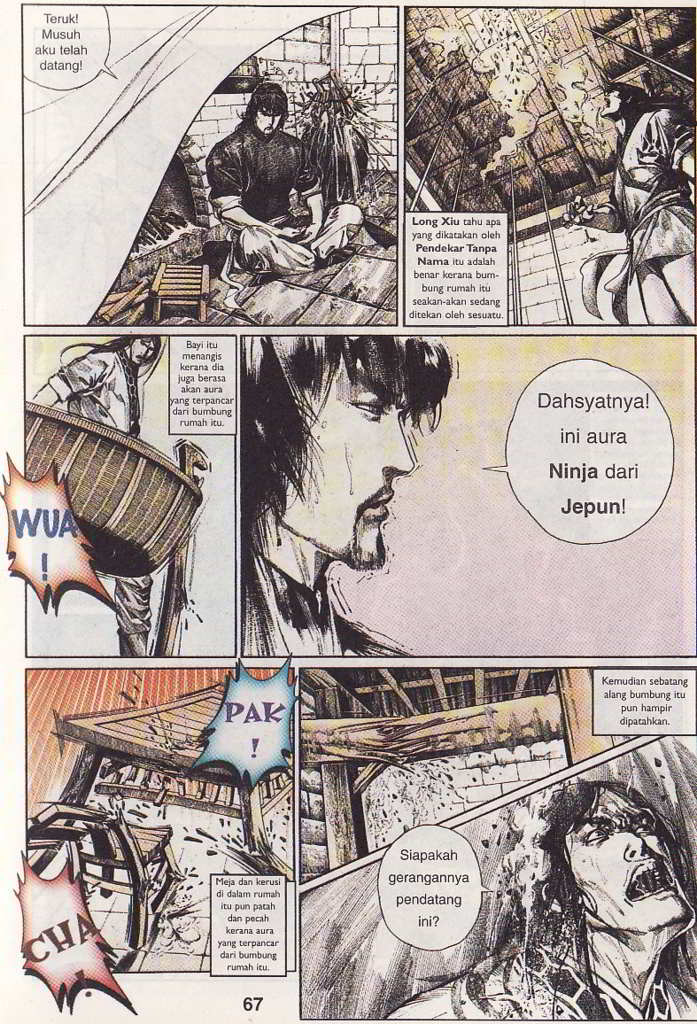 Teruk!
Musuh
aku telah
datang!
Long Xiu tahu apa
yang dikatakan oleh
Pendekar Tanpa
Nama itu adalah
benar kerana bum-
bung rumah itu
seakan-akan sedang
ditekan oleh sesuatu.
Bayi itu
menangis
kerana dia
juga berasa
akan aura
yang terpancar
dari bumbung
rumah itu.
WUA
!
Dahsyatnya!
ini aura
Ninja dari
Jepun!
PAK
!
CHA
!
Meja dan kerusi
di dalam rumah
itu pun patah
dan pecah
kerana aura
yang terpancar
dari bumbung
rumah itu.
Kemudian sebatang
alang bumbung itu
pun hampir
dipatahkan.
Siapakah
gerangannya
pendatang
ini?
67